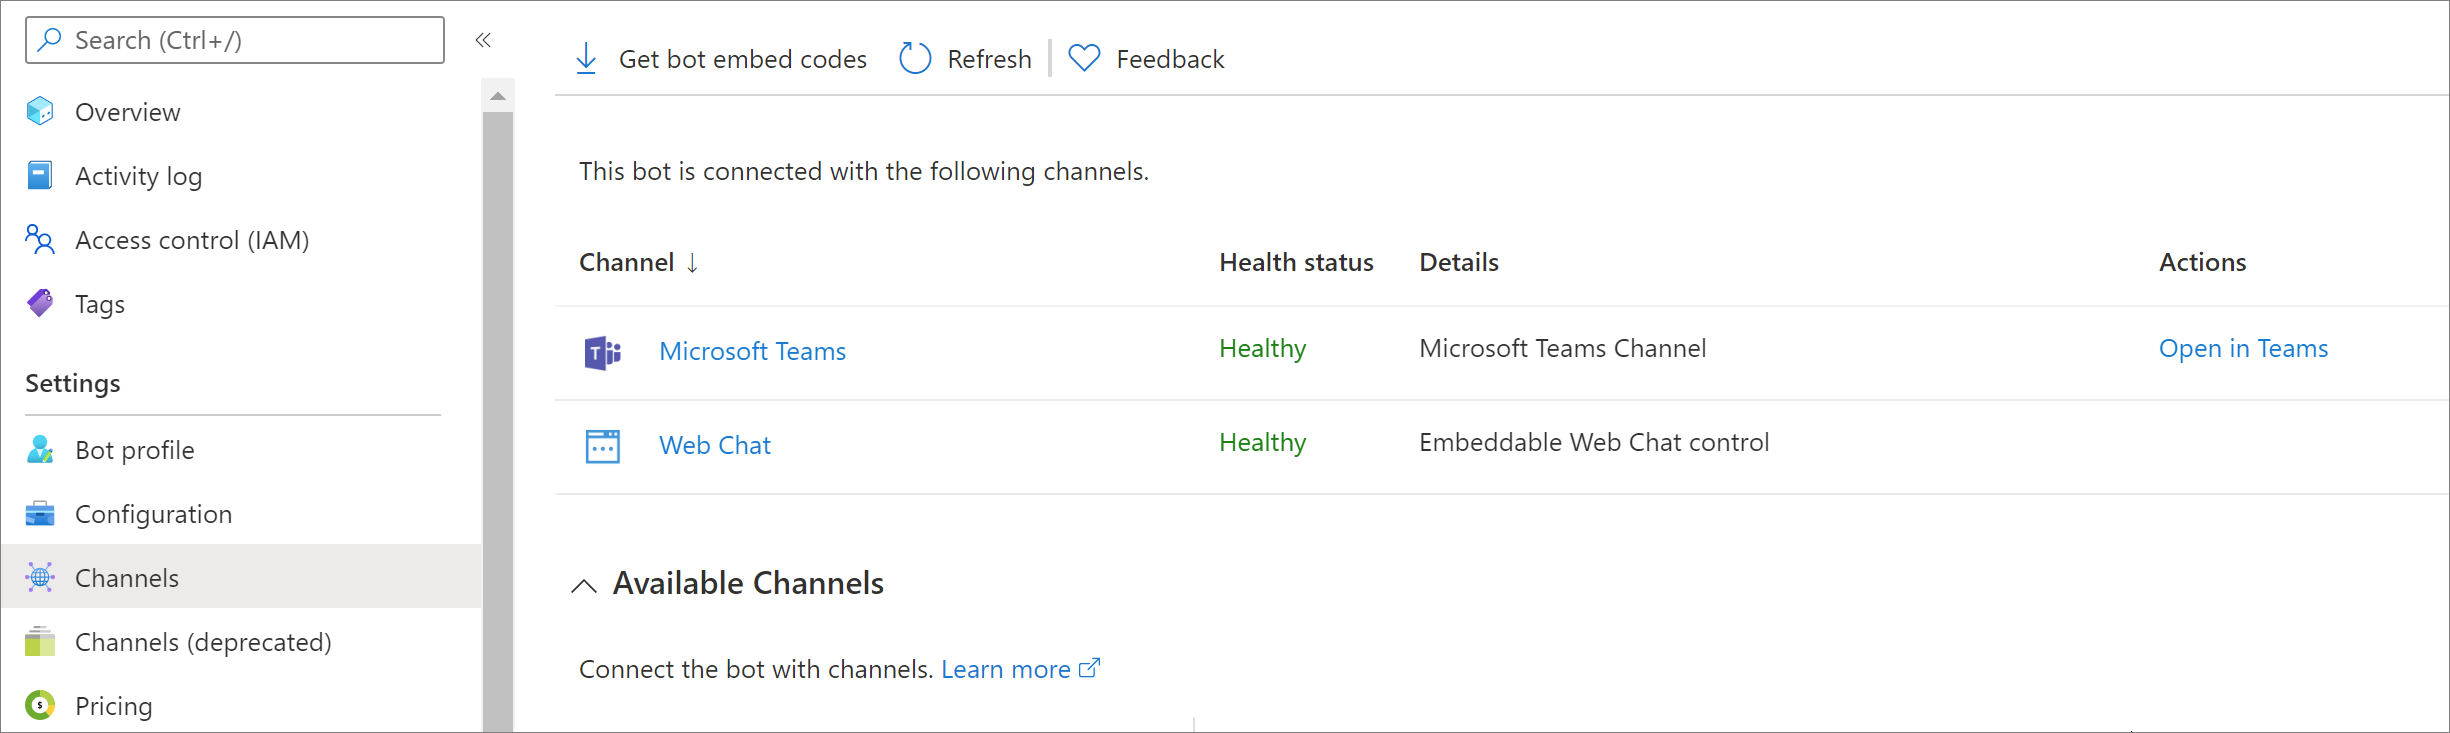 Search (Ctrl+/)
Overview
Activity log
Access control (IAM)
Tags
Settings
Bot profile
Configuration
Channels
Channels (deprecated)
Pricing
Get bot embed codes
Refresh
Feedback
This bot is connected with the following channels.
Channel ↓ Health status Details Actions
Microsoft Teams Healthy Microsoft Teams Channel Open in Teams
Web Chat Healthy Embeddable Web Chat control
Available Channels
Connect the bot with channels. Learn more